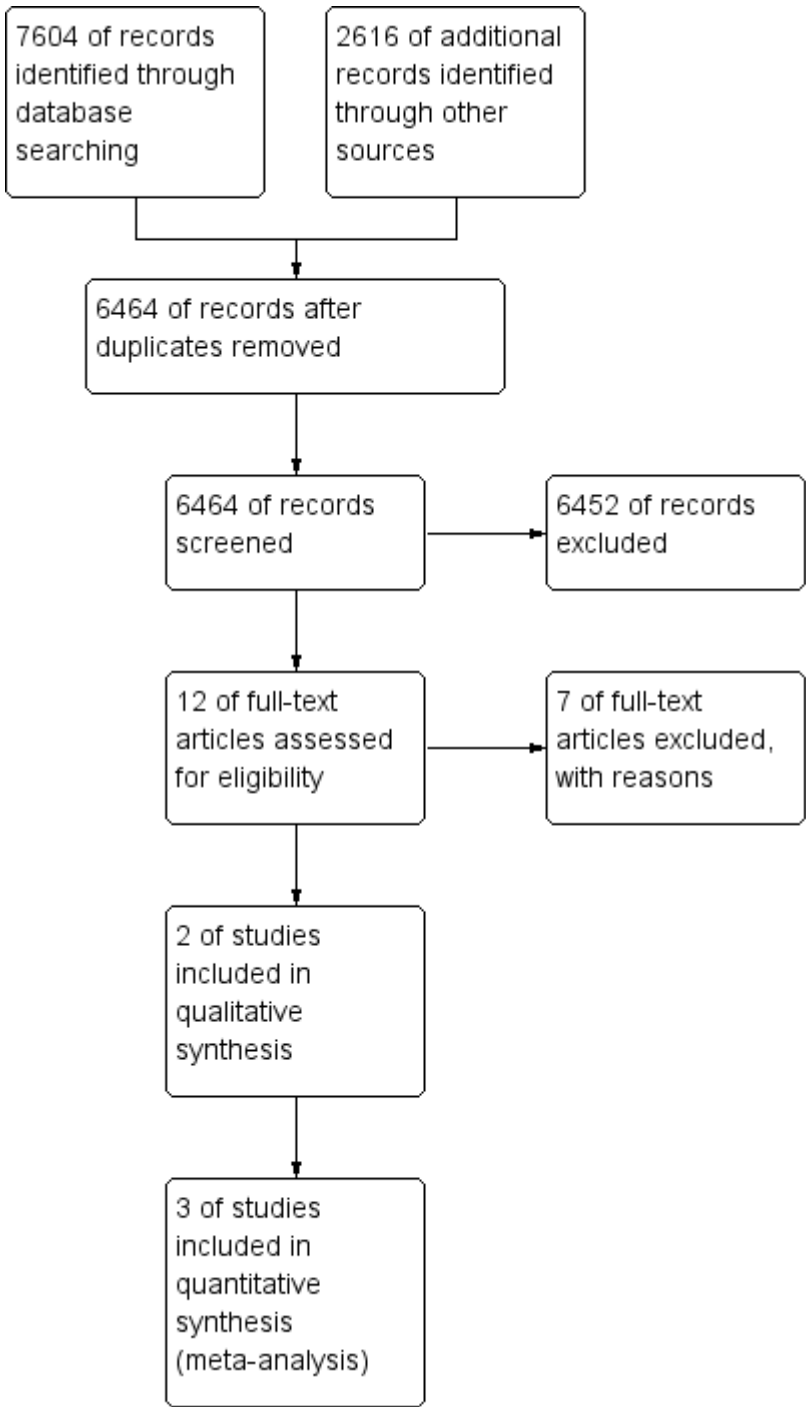 7604 of records
identified through
database
searching
2616 of additional
records identified
through other
sources
6464 of records after
duplicates removed
6464 of records
screened
6452 of records
excluded
12 of full-text
articles assessed
for eligibility
7 of full-text
articles excluded,
with reasons
2 of studies
included in
qualitative
synthesis
3 of studies
included in
quantitative
synthesis
(meta-analysis)